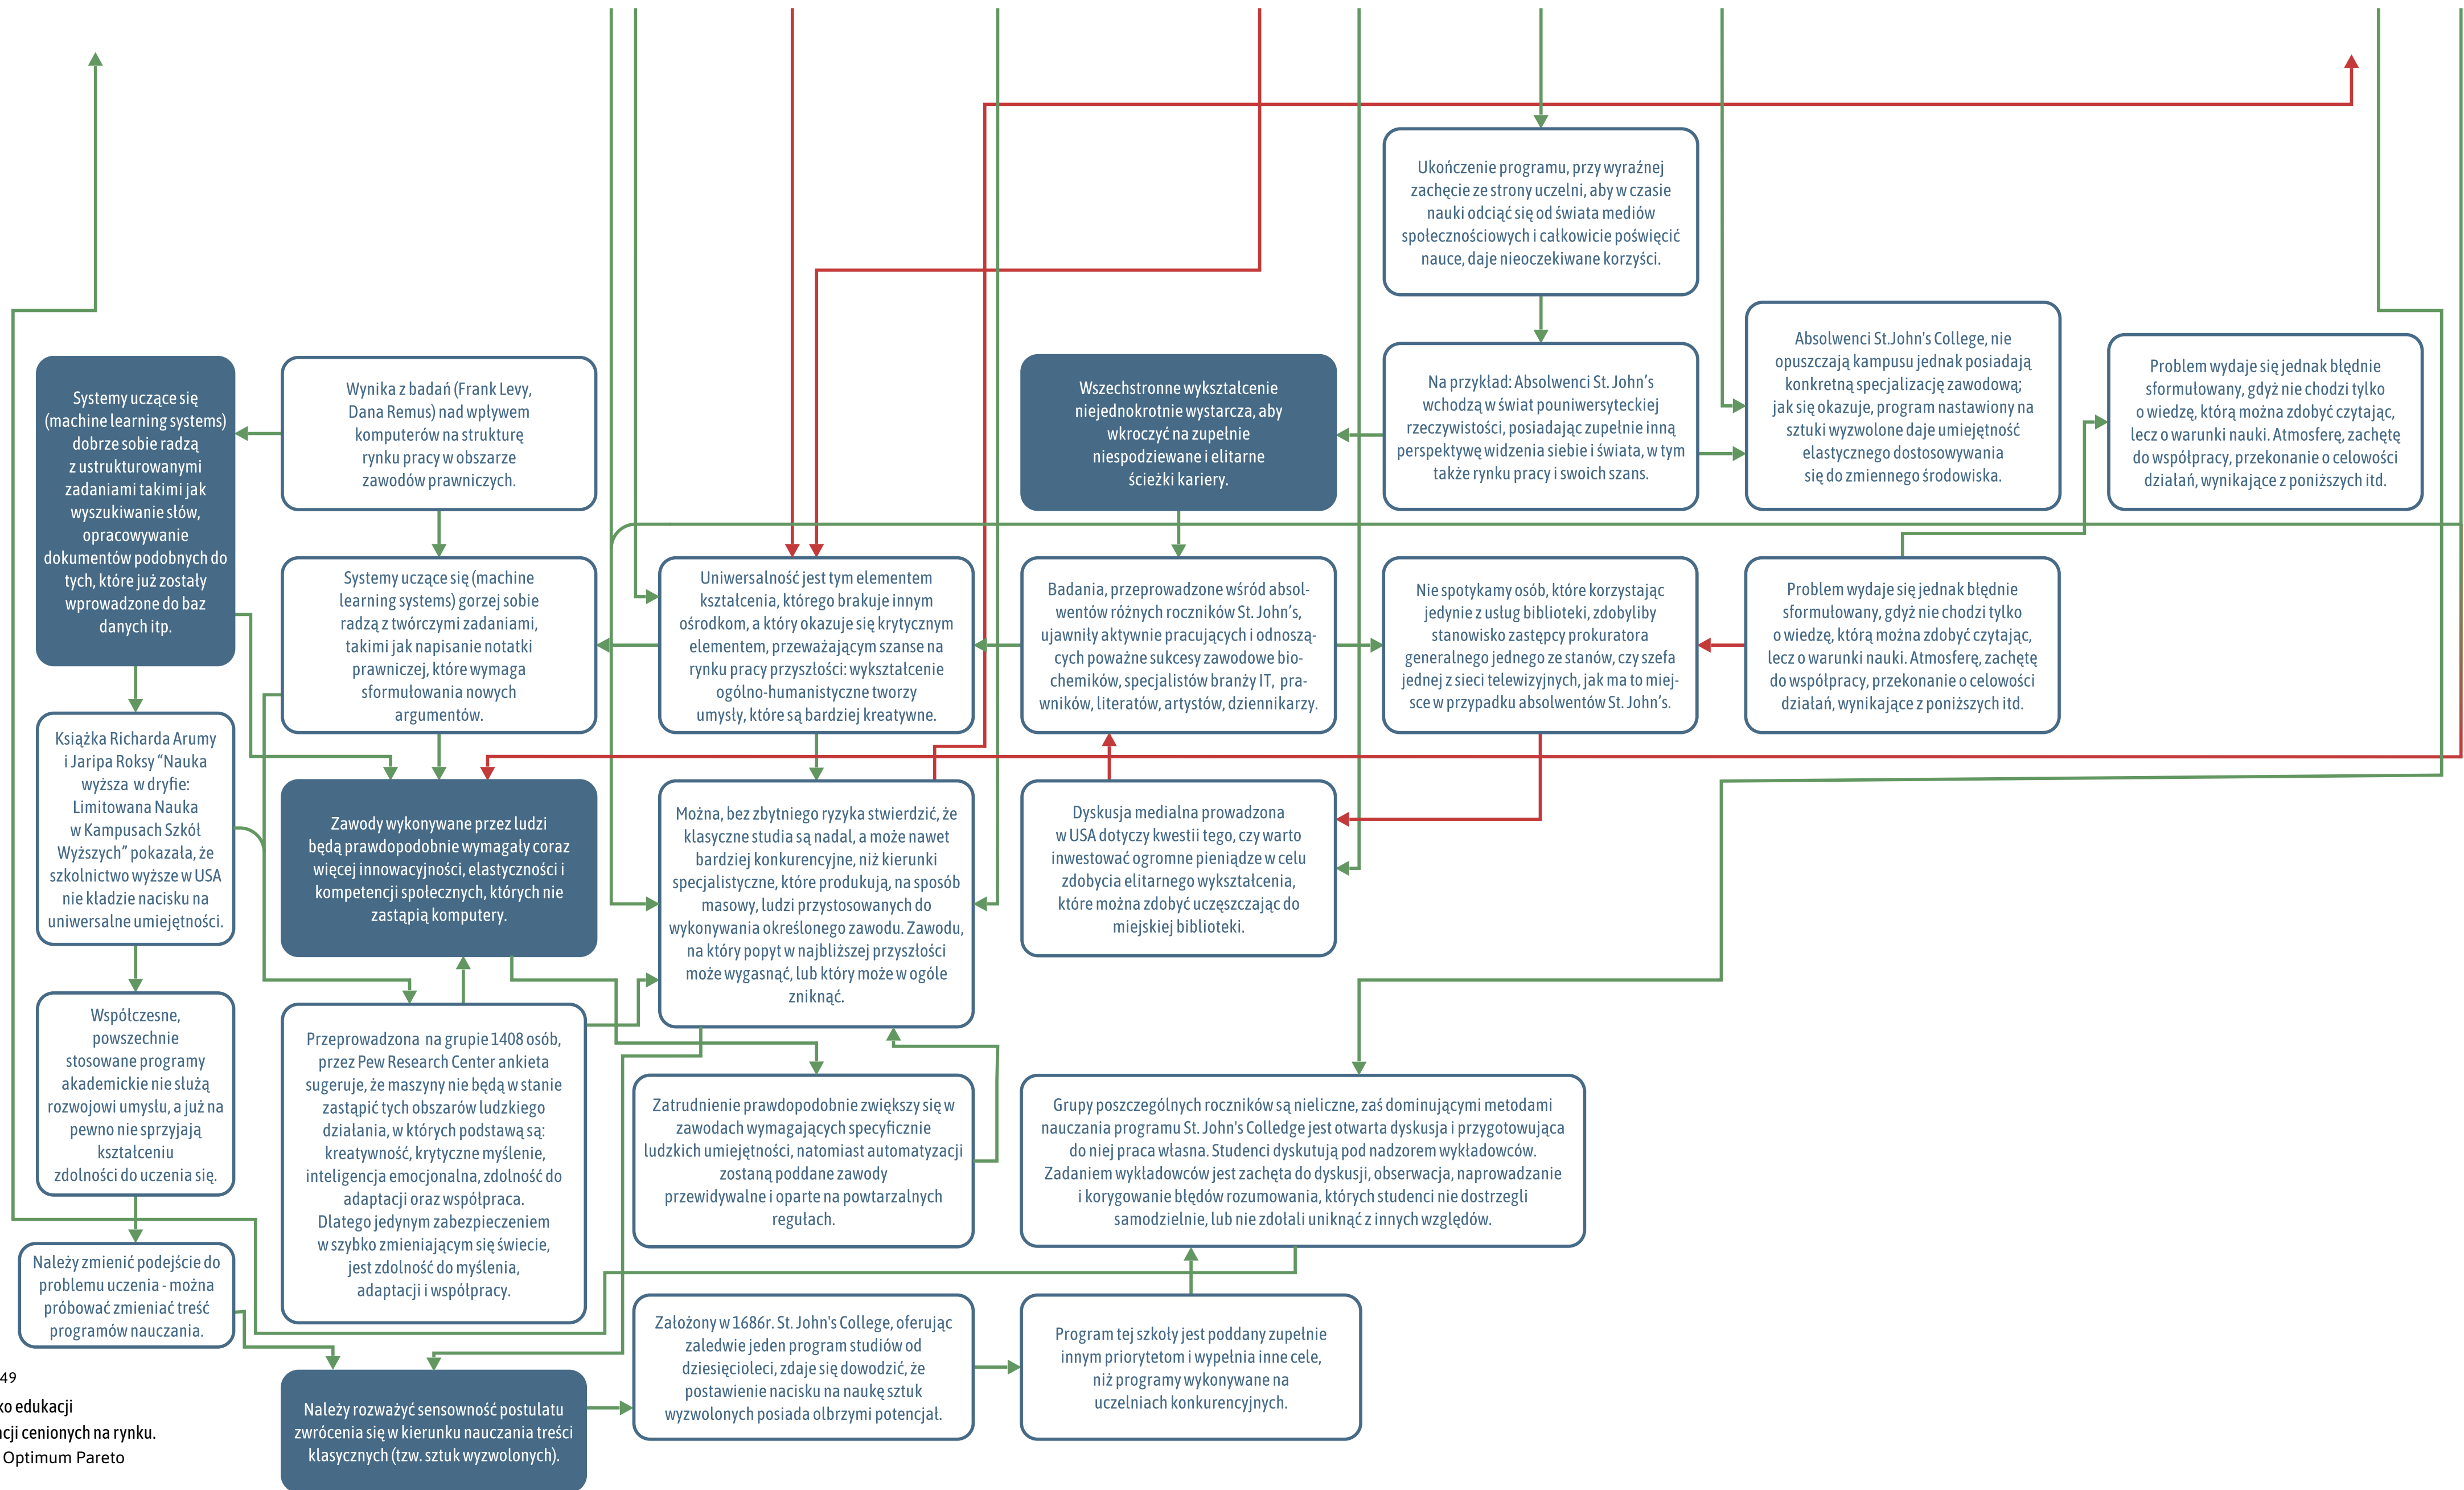 Ukończenie programu, przy wyraźnej
zachęcie ze strony uczelni, aby w czasie
nauki odciąć się od świata mediów
społecznościowych i całkowicie poświęcić
nauce, daje nieoczekiwane korzyści.
Systemy uczące się
(machine learning systems)
dobrze sobie radzą
z ustrukturowanymi
zadaniami takimi jak
wyszukiwanie słów,
opracowywanie
dokumentów podobnych do
tych, które już zostały
wprowadzone do baz
danych itp.
Wynika z badań (Frank Levy,
Dana Remus) nad wpływem
komputerów na strukturę
rynku pracy w obszarze
zawodów prawniczych.
Wszechstronne wykształcenie
niejednokrotnie wystarcza, aby
wkroczyć na zupełnie
niespodziewane i elitarne
ścieżki kariery.
Na przykład: Absolwenci St. John’s
wchodzą w świat pouniwersyteckiej
rzeczywistości, posiadając zupełnie inną
perspektywę widzenia siebie i świata, w tym
także rynku pracy i swoich szans.
Absolwenci St.John's College, nie
opuszczają kampusu jednak posiadają
konkretną specjalizację zawodową;
jak się okazuje, program nastawiony na
sztuki wyzwolone daje umiejętność
elastycznego dostosowywania
się do zmiennego środowiska.
Problem wydaje się jednak błędnie
sformułowany, gdyż nie chodzi tylko
o wiedzę, którą można zdobyć czytając,
lecz o warunki nauki. Atmosferę, zachętę
do współpracy, przekonanie o celowości
działań, wynikające z poniższych itd.
Systemy uczące się (machine
learning systems) gorzej sobie
radzą z twórczymi zadaniami,
takimi jak napisanie notatki
prawniczej, które wymaga
sformułowania nowych
argumentów.
Uniwersalność jest tym elementem
kształcenia, którego brakuje innym
ośrodkom, a który okazuje się krytycznym
elementem, przeważającym szanse na
rynku pracy przyszłości: wykształcenie
ogólno-humanistyczne tworzy
umysły, które są bardziej kreatywne.
Badania, przeprowadzone wśród absol-
wentów różnych roczników St. John’s,
ujawniły aktywnie pracujących i odnoszą-
cych poważne sukcesy zawodowe bio-
chemików, specjalistów branży IT, pra-
wników, literatów, artystów, dziennikarzy.
Nie spotykamy osób, które korzystając
jedynie z usług biblioteki, zdobyliby
stanowisko zastępcy prokuratora
generalnego jednego ze stanów, czy szefa
jednej z sieci telewizyjnych, jak ma to miej-
sce w przypadku absolwentów St. John’s.
Problem wydaje się jednak błędnie
sformułowany, gdyż nie chodzi tylko
o wiedzę, którą można zdobyć czytając,
lecz o warunki nauki. Atmosferę, zachętę
do współpracy, przekonanie o celowości
działań, wynikające z poniższych itd.
Książka Richarda Arumy
i Jaripa Roksy “Nauka
wyższa w dryfie:
Limitowana Nauka
w Kampusach Szkół
Wyższych” pokazała, że
szkolnictwo wyższe w USA
nie kładzie nacisku na
uniwersalne umiejętności.
Zawody wykonywane przez ludzi
będą prawdopodobnie wymagały coraz
więcej innowacyjności, elastyczności i
kompetencji społecznych, których nie
zastąpią komputery.
Można, bez zbytniego ryzyka stwierdzić, że
klasyczne studia są nadal, a może nawet
bardziej konkurencyjne, niż kierunki
specjalistyczne, które produkują, na sposób
masowy, ludzi przystosowanych do
wykonywania określonego zawodu. Zawodu,
na który popyt w najbliższej przyszłości
może wygasnąć, lub który może w ogóle
zniknąć.
Dyskusja medialna prowadzona
w USA dotyczy kwestii tego, czy warto
inwestować ogromne pieniądze w celu
zdobycia elitarnego wykształcenia,
które można zdobyć uczęszczając do
miejskiej biblioteki.
Współczesne,
powszechnie
stosowane programy
akademickie nie służą
rozwojowi umysłu, a już na
pewno nie sprzyjają
kształceniu
zdolności do uczenia się.
Przeprowadzona na grupie 1408 osób,
przez Pew Research Center ankieta
sugeruje, że maszyny nie będą w stanie
zastąpić tych obszarów ludzkiego
działania, w których podstawą są:
kreatywność, krytyczne myślenie,
inteligencja emocjonalna, zdolność do
adaptacji oraz współpraca.
Dlatego jedynym zabezpieczeniem
w szybko zmieniającym się świecie,
jest zdolność do myślenia,
adaptacji i współpracy.
Zatrudnienie prawdopodobnie zwiększy się w
zawodach wymagających specyficznie
ludzkich umiejętności, natomiast automatyzacji
zostaną poddane zawody
przewidywalne i oparte na powtarzalnych
regułach.
Grupy poszczególnych roczników są nieliczne, zaś dominującymi metodami
nauczania programu St. John's Colledge jest otwarta dyskusja i przygotowująca
do niej praca własna. Studenci dyskutują pod nadzorem wykładowców.
Zadaniem wykładowców jest zachęta do dyskusji, obserwacja, naprowadzanie
i korygowanie błędów rozumowania, których studenci nie dostrzegli
samodzielnie, lub nie zdołali uniknąć z innych względów.
Należy zmienić podejście do
problemu uczenia - można
próbować zmieniać treść
programów nauczania.
Założony w 1686r. St. John's College, oferując
zaledwie jeden program studiów od
dziesięcioleci, zdaje się dowodzić, że
postawienie nacisku na naukę sztuk
wyzwolonych posiada olbrzymi potencjał.
Program tej szkoły jest poddany zupełnie
innym priorytetom i wypełnia inne cele,
niż programy wykonywane na
uczelniach konkurencyjnych.
Należy rozważyć sensowność postulatu
zwrócenia się w kierunku nauczania treści
klasycznych (tzw. sztuk wyzwolonych).
49
ko edukacji
cji cenionych na rynku.
Optimum Pareto